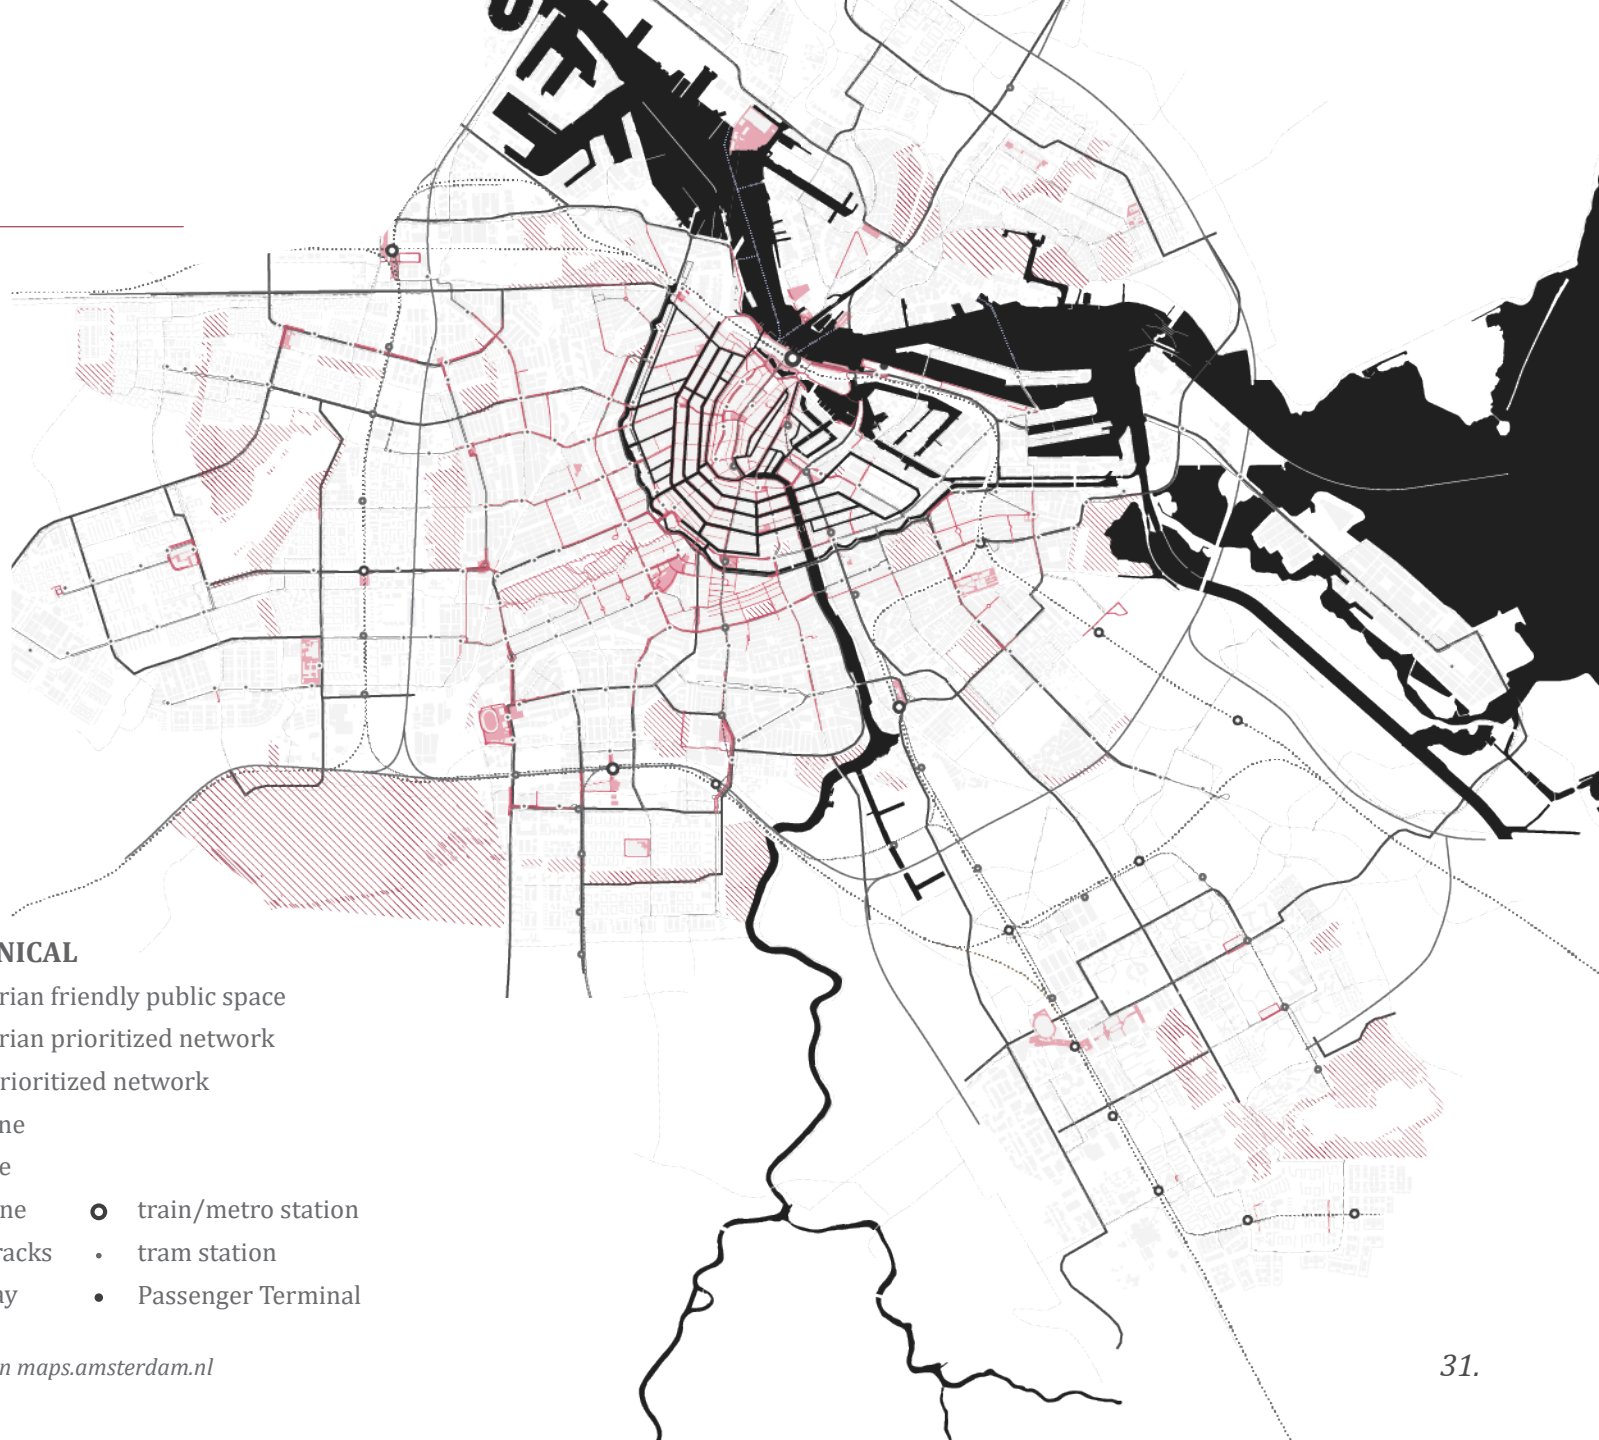 NICAL
rian friendly public space
rian prioritized network
rioritized network
ne
e
ne train/metro station
racks tram station
ay Passenger Terminal
n maps.amsterdam.nl
31.